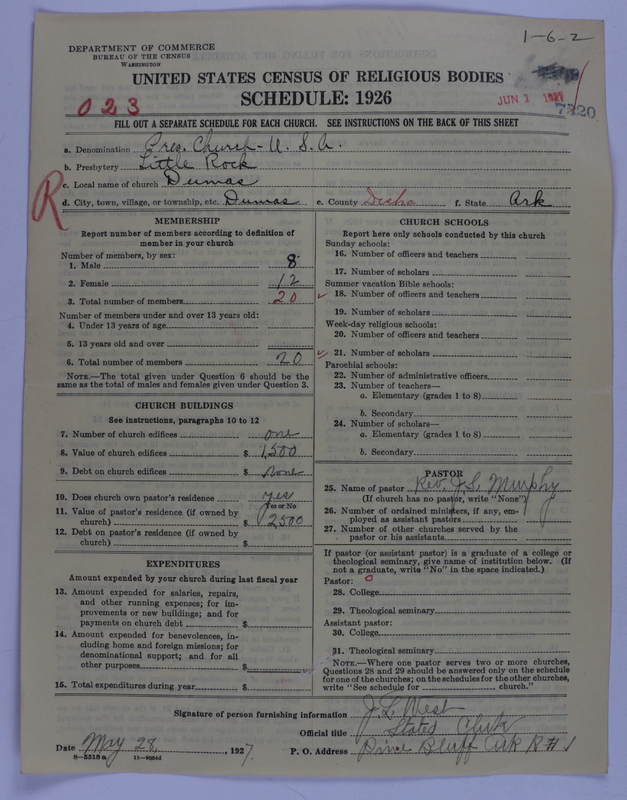 1-6-2
DEPARTMENT OF COMMERCE
BUREAU OF THE CENSUS
WASHINGTON
UNITED STATES CENSUS OF RELIGIOUS BODIES
SCHEDULE: 1926
023
JUN 1 1927
FILL OUT A SEPARATE SCHEDULE FOR EACH CHURCH. SEE INSTRUCTIONS ON THE BACK OF THIS SHEET
a. Denomination Pres. Church - U. S. A.
b. Presbytery Little Rock
c. Local name of church Dumas
R
d. City, town, village, or township, etc. Dumas e. County Desha f. State Ark
MEMBERSHIP
Report number of members according to definition of
member in your church
Number of members, by sex:
1. Male 8
2. Female 12
3. Total number of members 20
Number of members under and over 13 years old:
4. Under 13 years of age
5. 13 years old and over
6. Total number of members 20
NOTE.—The total given under Question 6 should be the
same as the total of males and females given under Question 3.
CHURCH BUILDINGS
See instructions, paragraphs 10 to 12
7. Number of church edifices one
8. Value of church edifices $ 1,500
9. Debt on church edifices $ None
10. Does church own pastor's residence yes
Yes or No
11. Value of pastor's residence (if owned by
church) $ 2500
12. Debt on pastor's residence (if owned by
church) $
EXPENDITURES
Amount expended by your church during last fiscal year
13. Amount expended for salaries, repairs,
and other running expenses; for im-
provements or new buildings; and for
payments on church debt $
14. Amount expended for benevolences, in-
cluding home and foreign missions; for
denominational support; and for all
other purposes $
15. Total expenditures during year $
CHURCH SCHOOLS
Report here only schools conducted by this church
Sunday schools:
16. Number of officers and teachers
17. Number of scholars
Summer vacation Bible schools:
18. Number of officers and teachers
19. Number of scholars
Week-day religious schools:
20. Number of officers and teachers
21. Number of scholars
Parochial schools:
22. Number of administrative officers
23. Number of teachers—
a. Elementary (grades 1 to 8)
b. Secondary
24. Number of scholars—
a. Elementary (grades 1 to 8)
b. Secondary
PASTOR
25. Name of pastor Rev. J. S. Murphy
(If church has no pastor, write "None")
26. Number of ordained ministers, if any, em-
ployed as assistant pastors
27. Number of other churches served by the
pastor or his assistants
If pastor (or assistant pastor) is a graduate of a college or
theological seminary, give name of institution below. (If
not a graduate, write "No" in the space indicated.)
Pastor: 0
28. College
29. Theological seminary
Assistant pastor:
30. College
31. Theological seminary
NOTE.—Where one pastor serves two or more churches,
Questions 28 and 29 should be answered only on the schedule
for one of the churches; on the schedules for the other churches,
write "See schedule for church."
Signature of person furnishing information J. L. West
Official title Stated Clerk
Date May 28, 1927. P. O. Address Pine Bluff Ark R#1
8—5518a